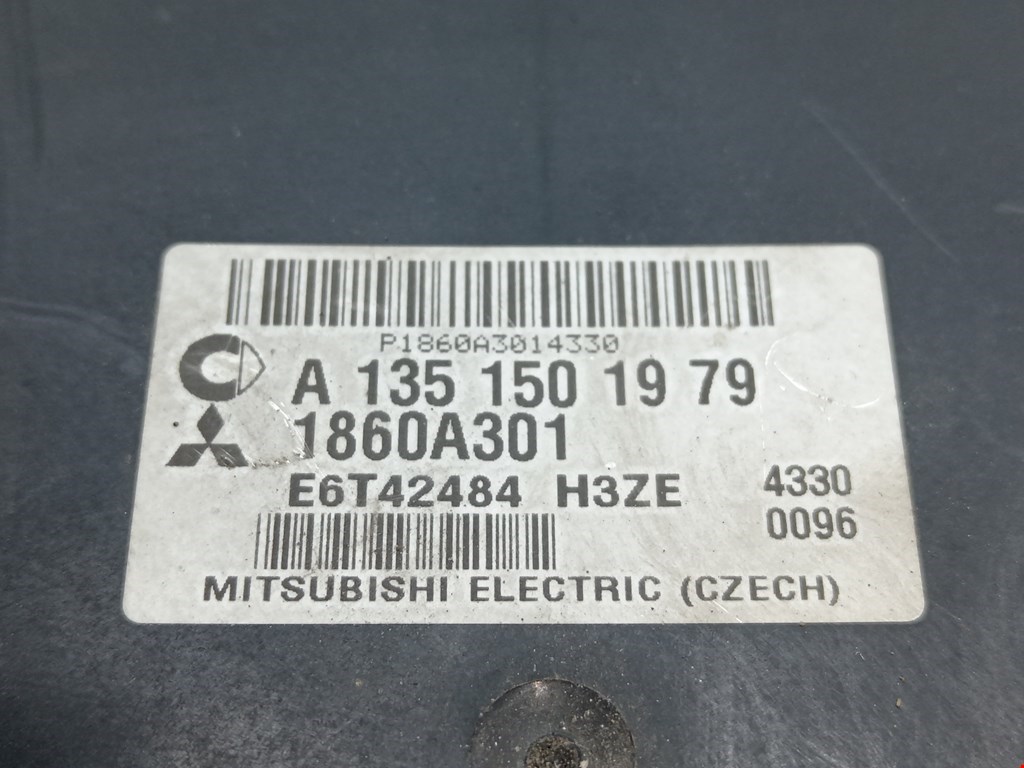 P1860A3014330
A 135 150 19 79
1860A301
E6T42484 H3ZE
4330
0096
MITSUBISHI ELECTRIC (CZECH)